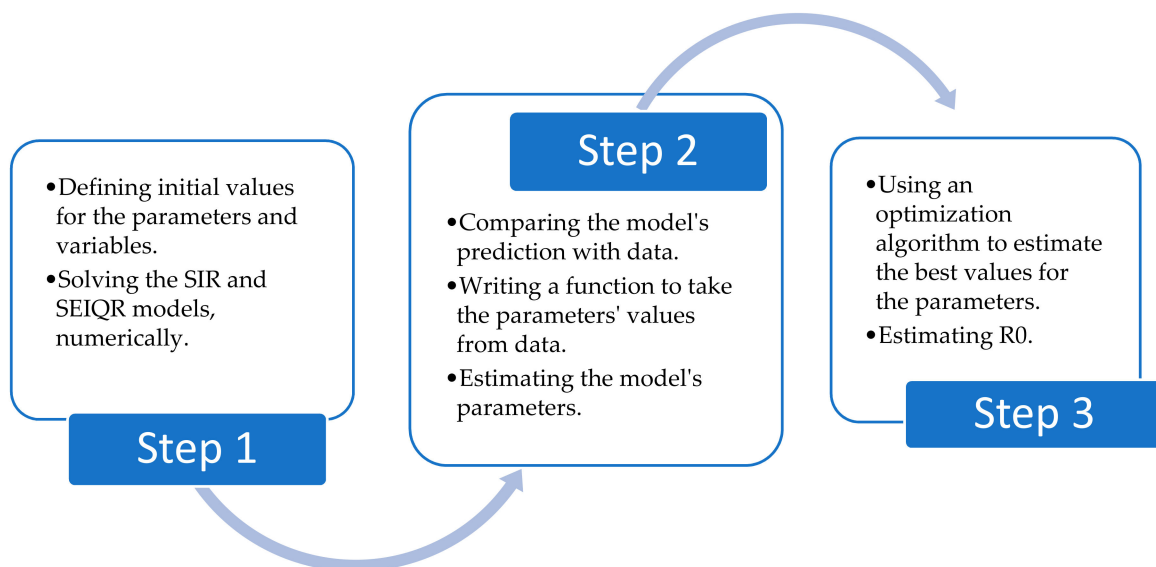 •Defining initial values
for the parameters and
variables.
•Solving the SIR and
SEIQR models,
numerically.
Step 1
Step 2
•Comparing the model's
prediction with data.
•Writing a function to take
the parameters' values
from data.
•Estimating the model's
parameters.
•Using an
optimization
algorithm to estimate
the best values for
the parameters.
•Estimating R0.
Step 3